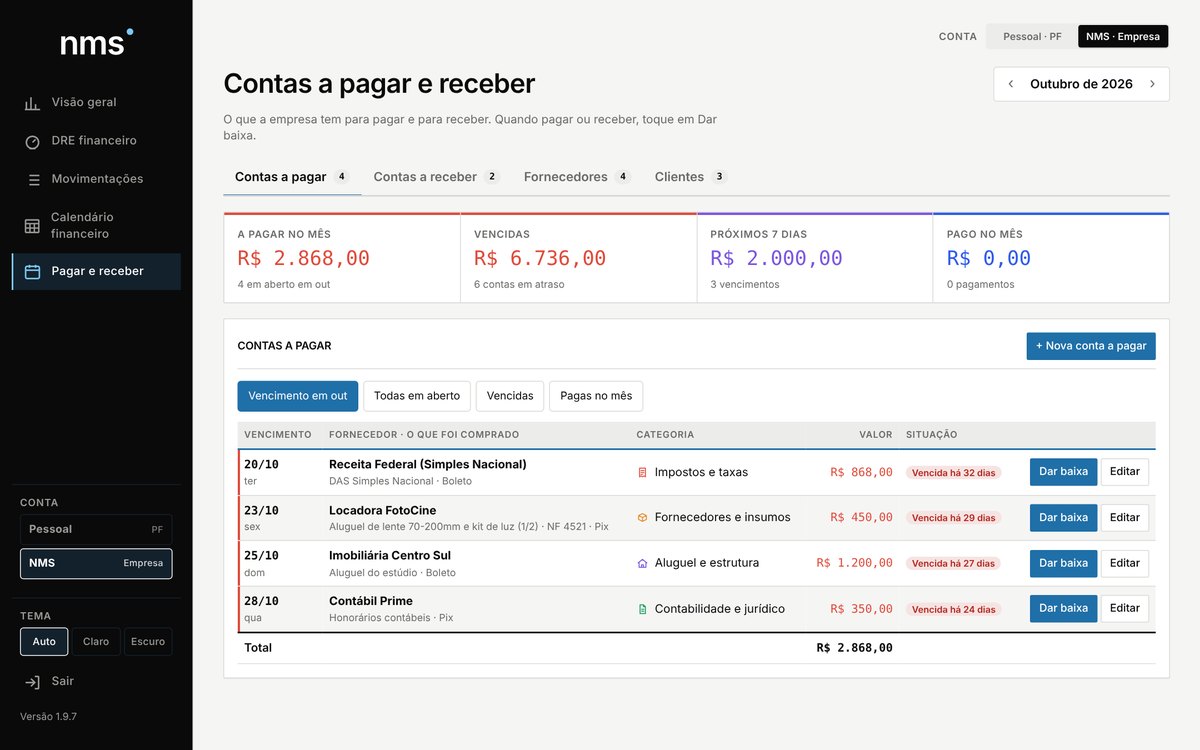 nms
Visão geral
DRE financeiro
Movimentações
Calendário
financeiro
Pagar e receber
CONTA
Pessoal PF
NMS Empresa
TEMA
Auto Claro Escuro
Sair
Versão 1.9.7
CONTA Pessoal · PF NMS · Empresa
Contas a pagar e receber
‹ Outubro de 2026 ›
O que a empresa tem para pagar e para receber. Quando pagar ou receber, toque em Dar
baixa.
Contas a pagar 4 Contas a receber 2 Fornecedores 4 Clientes 3
A PAGAR NO MÊS
R$ 2.868,00
4 em aberto em out
VENCIDAS
R$ 6.736,00
6 contas em atraso
PRÓXIMOS 7 DIAS
R$ 2.000,00
3 vencimentos
PAGO NO MÊS
R$ 0,00
0 pagamentos
CONTAS A PAGAR + Nova conta a pagar
Vencimento em out Todas em aberto Vencidas Pagas no mês
VENCIMENTO FORNECEDOR · O QUE FOI COMPRADO CATEGORIA VALOR SITUAÇÃO
20/10 Receita Federal (Simples Nacional) Impostos e taxas R$ 868,00 Vencida há 32 dias Dar baixa Editar
ter DAS Simples Nacional · Boleto
23/10 Locadora FotoCine Fornecedores e insumos R$ 450,00 Vencida há 29 dias Dar baixa Editar
sex Aluguel de lente 70-200mm e kit de luz (1/2) · NF 4521 · Pix
25/10 Imobiliária Centro Sul Aluguel e estrutura R$ 1.200,00 Vencida há 27 dias Dar baixa Editar
dom Aluguel do estúdio · Boleto
28/10 Contábil Prime Contabilidade e jurídico R$ 350,00 Vencida há 24 dias Dar baixa Editar
qua Honorários contábeis · Pix
Total R$ 2.868,00